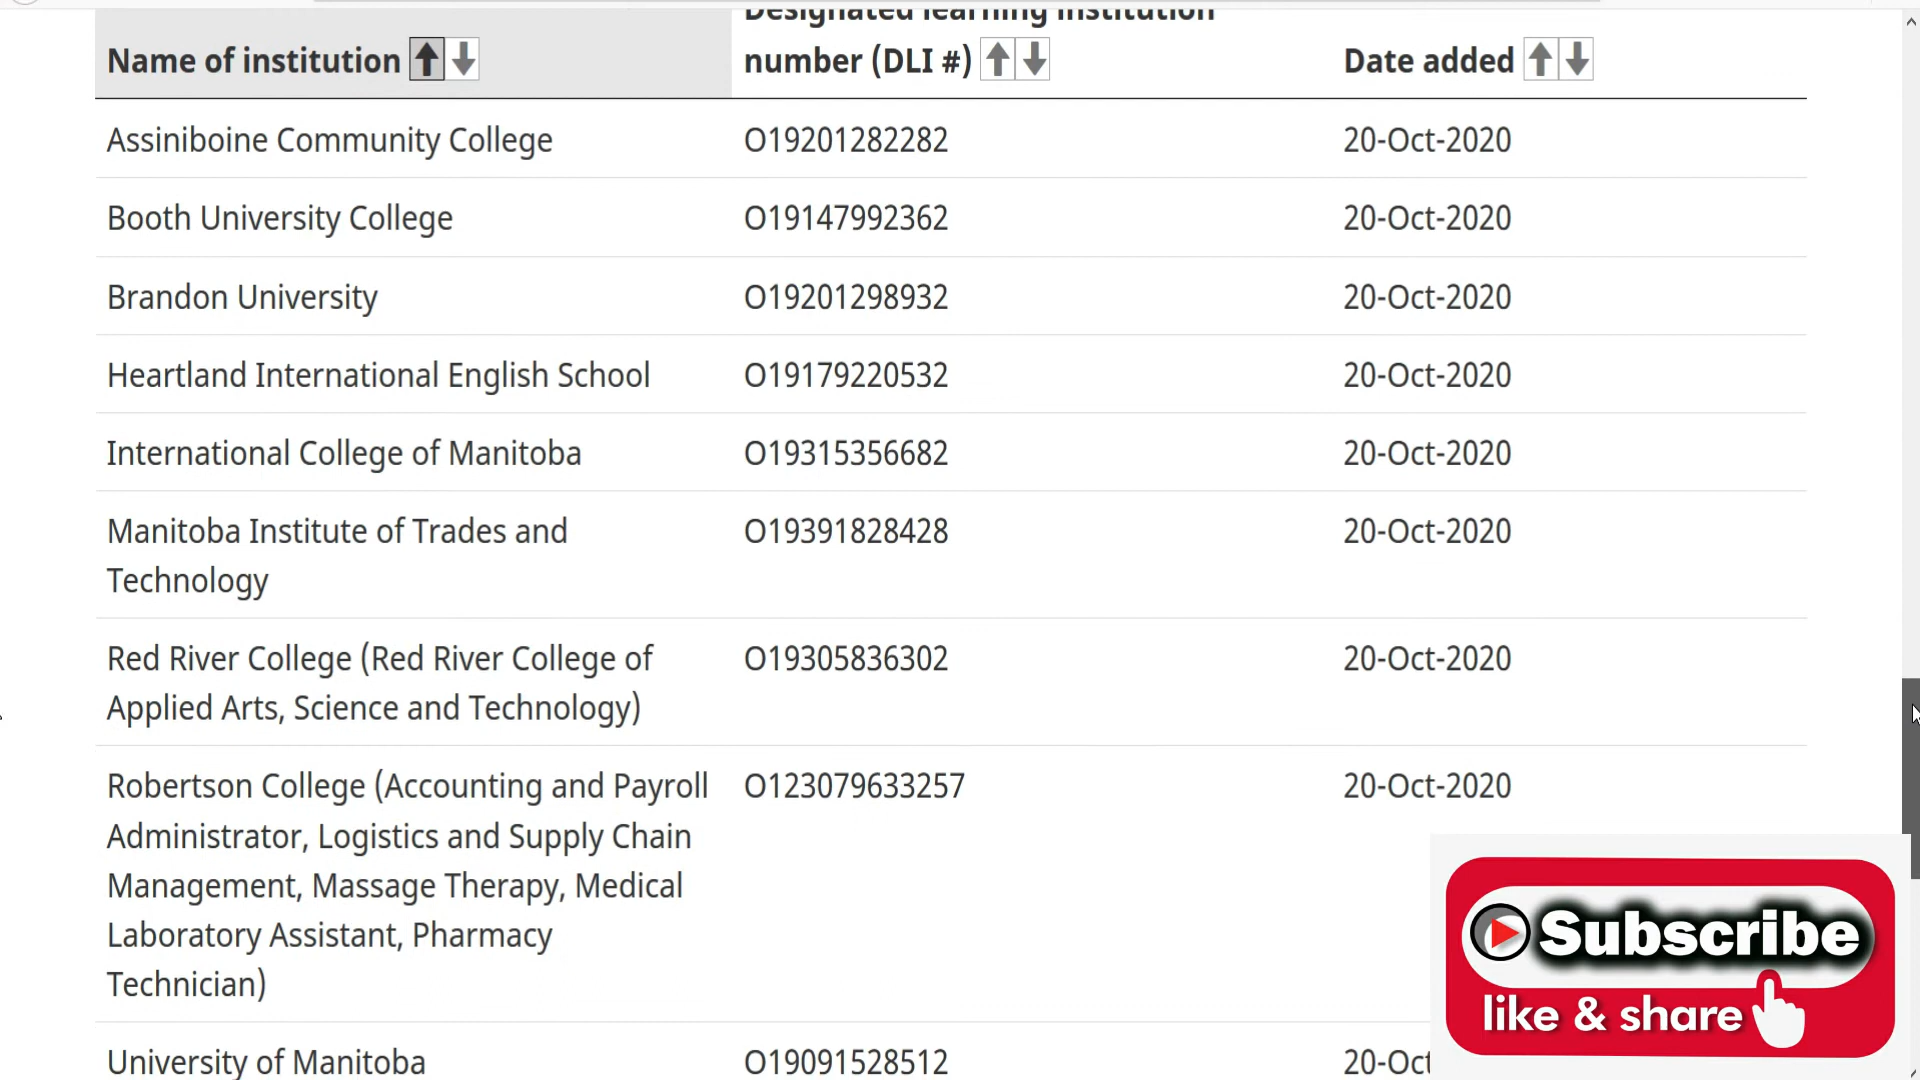 Designated learning institution
Name of institution
number (DLI #)
Date added
Assiniboine Community College O19201282282 20-Oct-2020
Booth University College O19147992362 20-Oct-2020
Brandon University O19201298932 20-Oct-2020
Heartland International English School O19179220532 20-Oct-2020
International College of Manitoba O19315356682 20-Oct-2020
Manitoba Institute of Trades and O19391828428 20-Oct-2020
Technology
Red River College (Red River College of O19305836302 20-Oct-2020
Applied Arts, Science and Technology)
Robertson College (Accounting and Payroll O123079633257 20-Oct-2020
Administrator, Logistics and Supply Chain
Management, Massage Therapy, Medical
Laboratory Assistant, Pharmacy
Technician)
University of Manitoba O19091528512 20-Oct
Subscribe
like & share